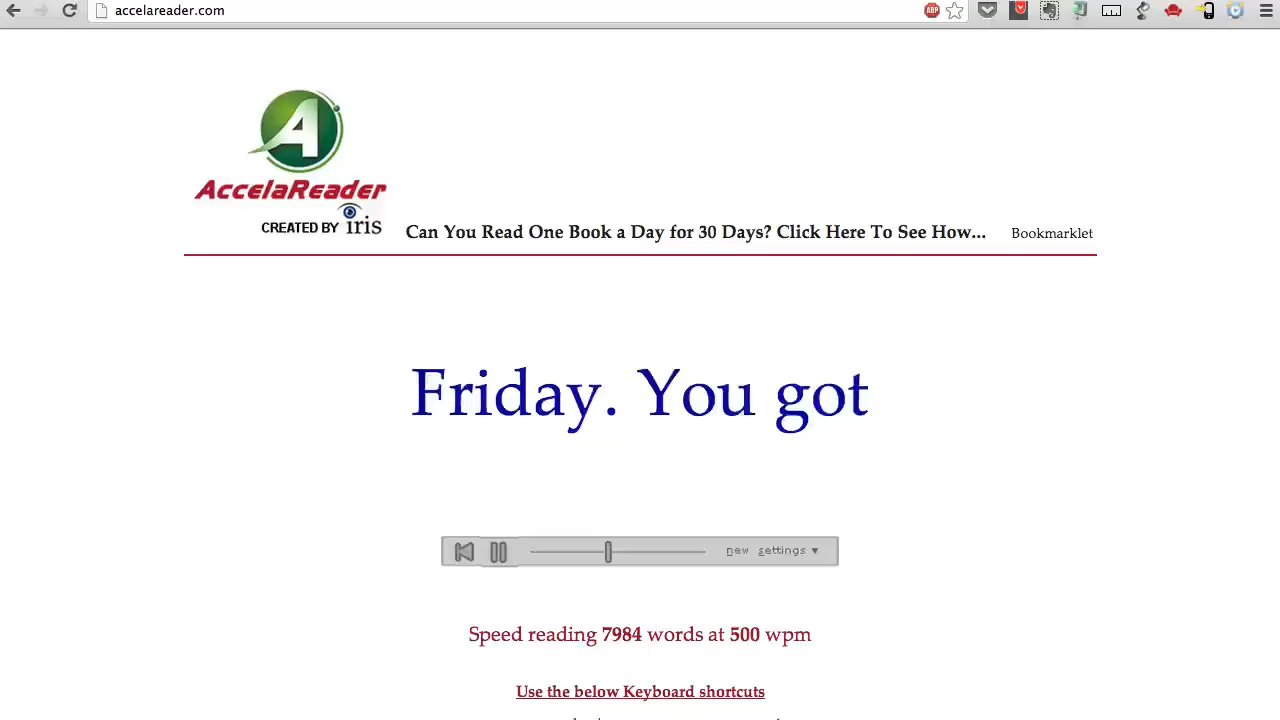 accelareader.com
ABP
A
AccelaReader
CREATED BY iris
Can You Read One Book a Day for 30 Days? Click Here To See How...
Bookmarklet
Friday. You got
new settings ▼
Speed reading 7984 words at 500 wpm
Use the below Keyboard shortcuts